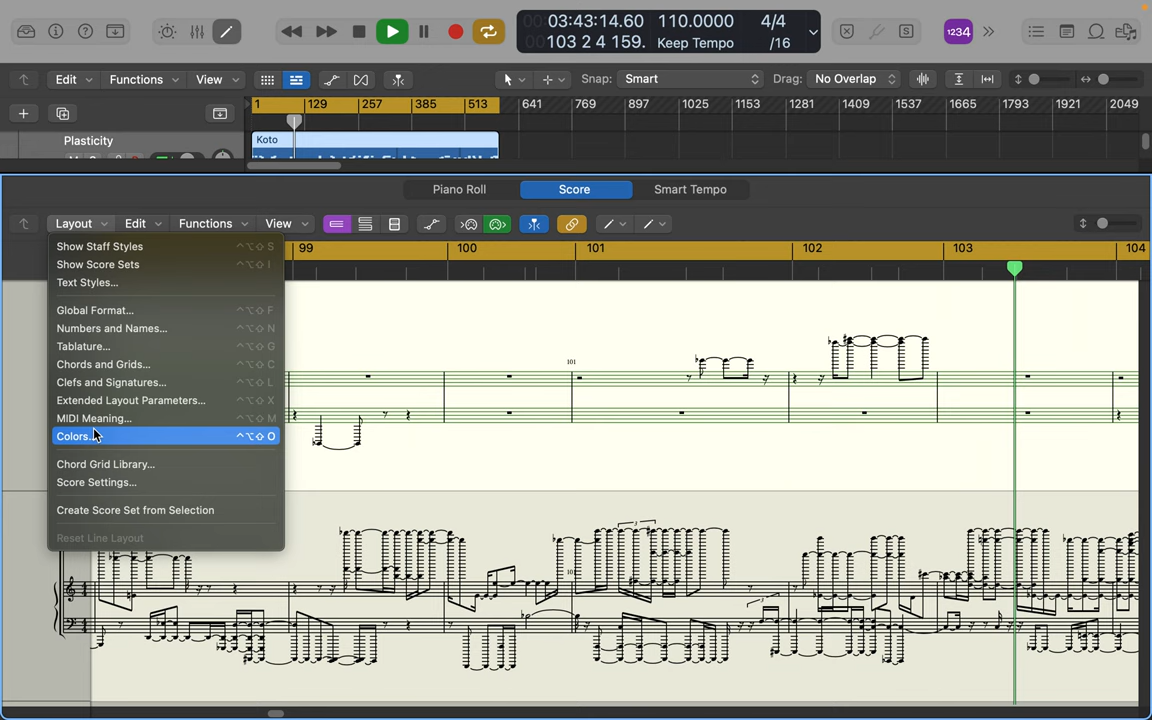 03:43:14.60 110.0000 4/4
103 2 4 159. Keep Tempo /16
1234
Edit Functions View Snap: Smart Drag: No Overlap
1 129 257 385 513 641 769 897 1025 1153 1281 1409 1537 1665 1793 1921 2049
Plasticity
Koto
Piano Roll Score Smart Tempo
Layout Edit Functions View
99 100 101 102 103 104
Show Staff Styles ^⌥⇧ S
Show Score Sets ^⌥⇧ I
Text Styles...
Global Format... ^⌥⇧ F
Numbers and Names... ^⌥⇧ N
Tablature... ^⌥⇧ G
Chords and Grids... ^⌥⇧ C
Clefs and Signatures... ^⌥⇧ L
Extended Layout Parameters... ^⌥⇧ X
MIDI Meaning... ^⌥⇧ M
Colors... ^⌥⇧ O
Chord Grid Library...
Score Settings...
Create Score Set from Selection
Reset Line Layout
101
3
3